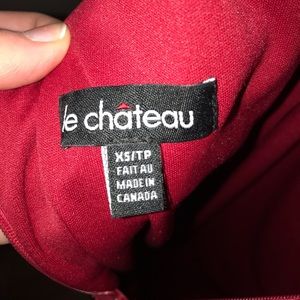 le château
XS/TP
FAIT AU
MADE IN
CANADA